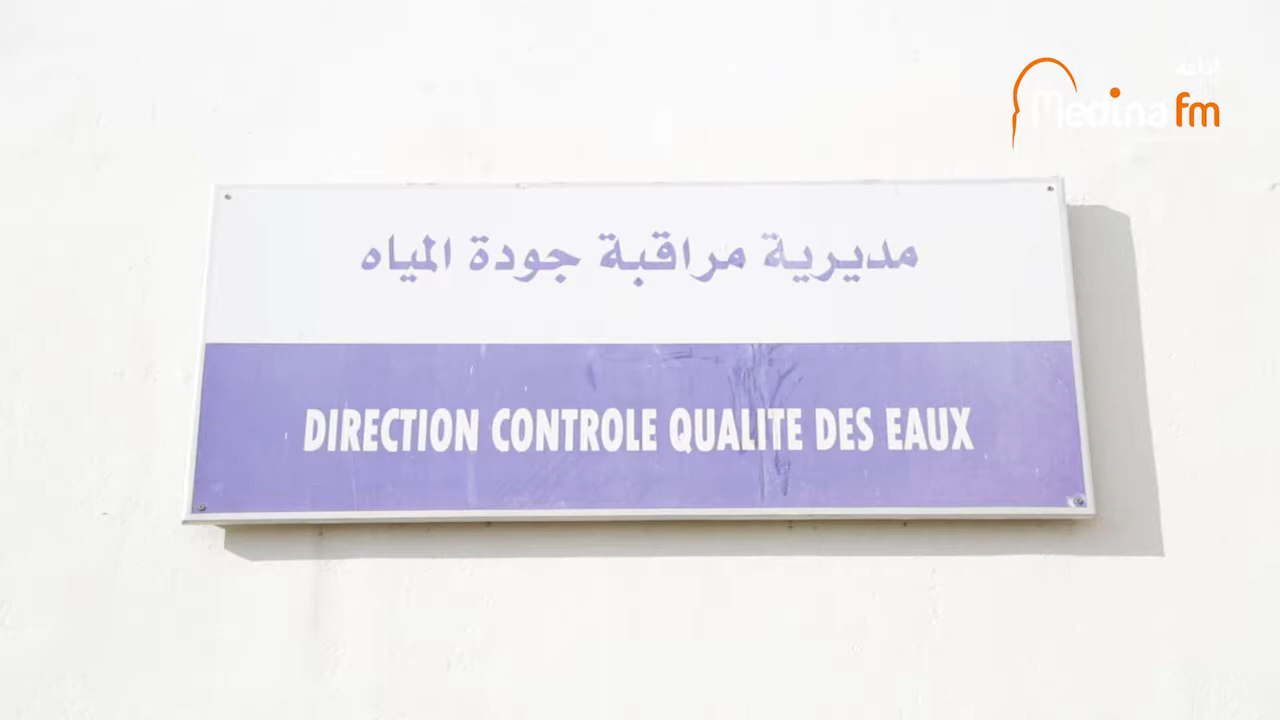 Medina fm
مديرية مراقبة جودة المياه
DIRECTION CONTROLE QUALITE DES EAUX